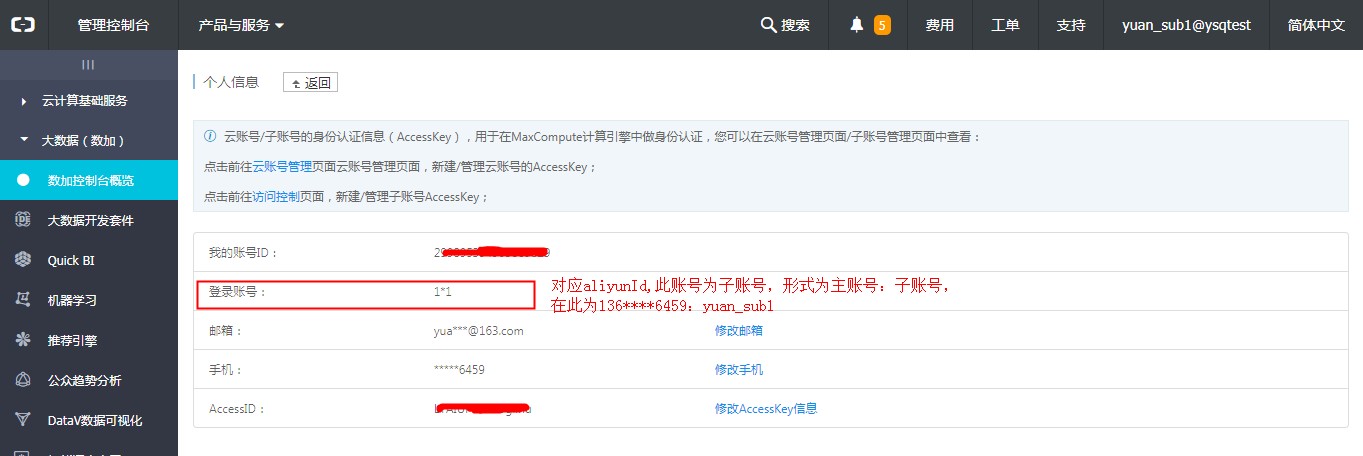 管理控制台 产品与服务 搜索 5 费用 工单 支持 yuan_sub1@ysqtest 简体中文
个人信息 返回
云计算基础服务
大数据（数加）
数加控制台概览
大数据开发套件
Quick BI
机器学习
推荐引擎
公众趋势分析
DataV数据可视化
云账号/子账号的身份认证信息（AccessKey），用于在MaxCompute计算引擎中做身份认证，您可以在云账号管理页面/子账号管理页面中查看：
点击前往云账号管理页面云账号管理页面，新建/管理云账号的AccessKey；
点击前往访问控制页面，新建/管理子账号AccessKey；
我的账号ID：
登录账号： 1*1
对应aliyunId,此账号为子账号，形式为主账号：子账号，
在此为136****6459：yuan_sub1
邮箱： yua***@163.com 修改邮箱
手机： *****6459 修改手机
AccessID： 修改AccessKey信息